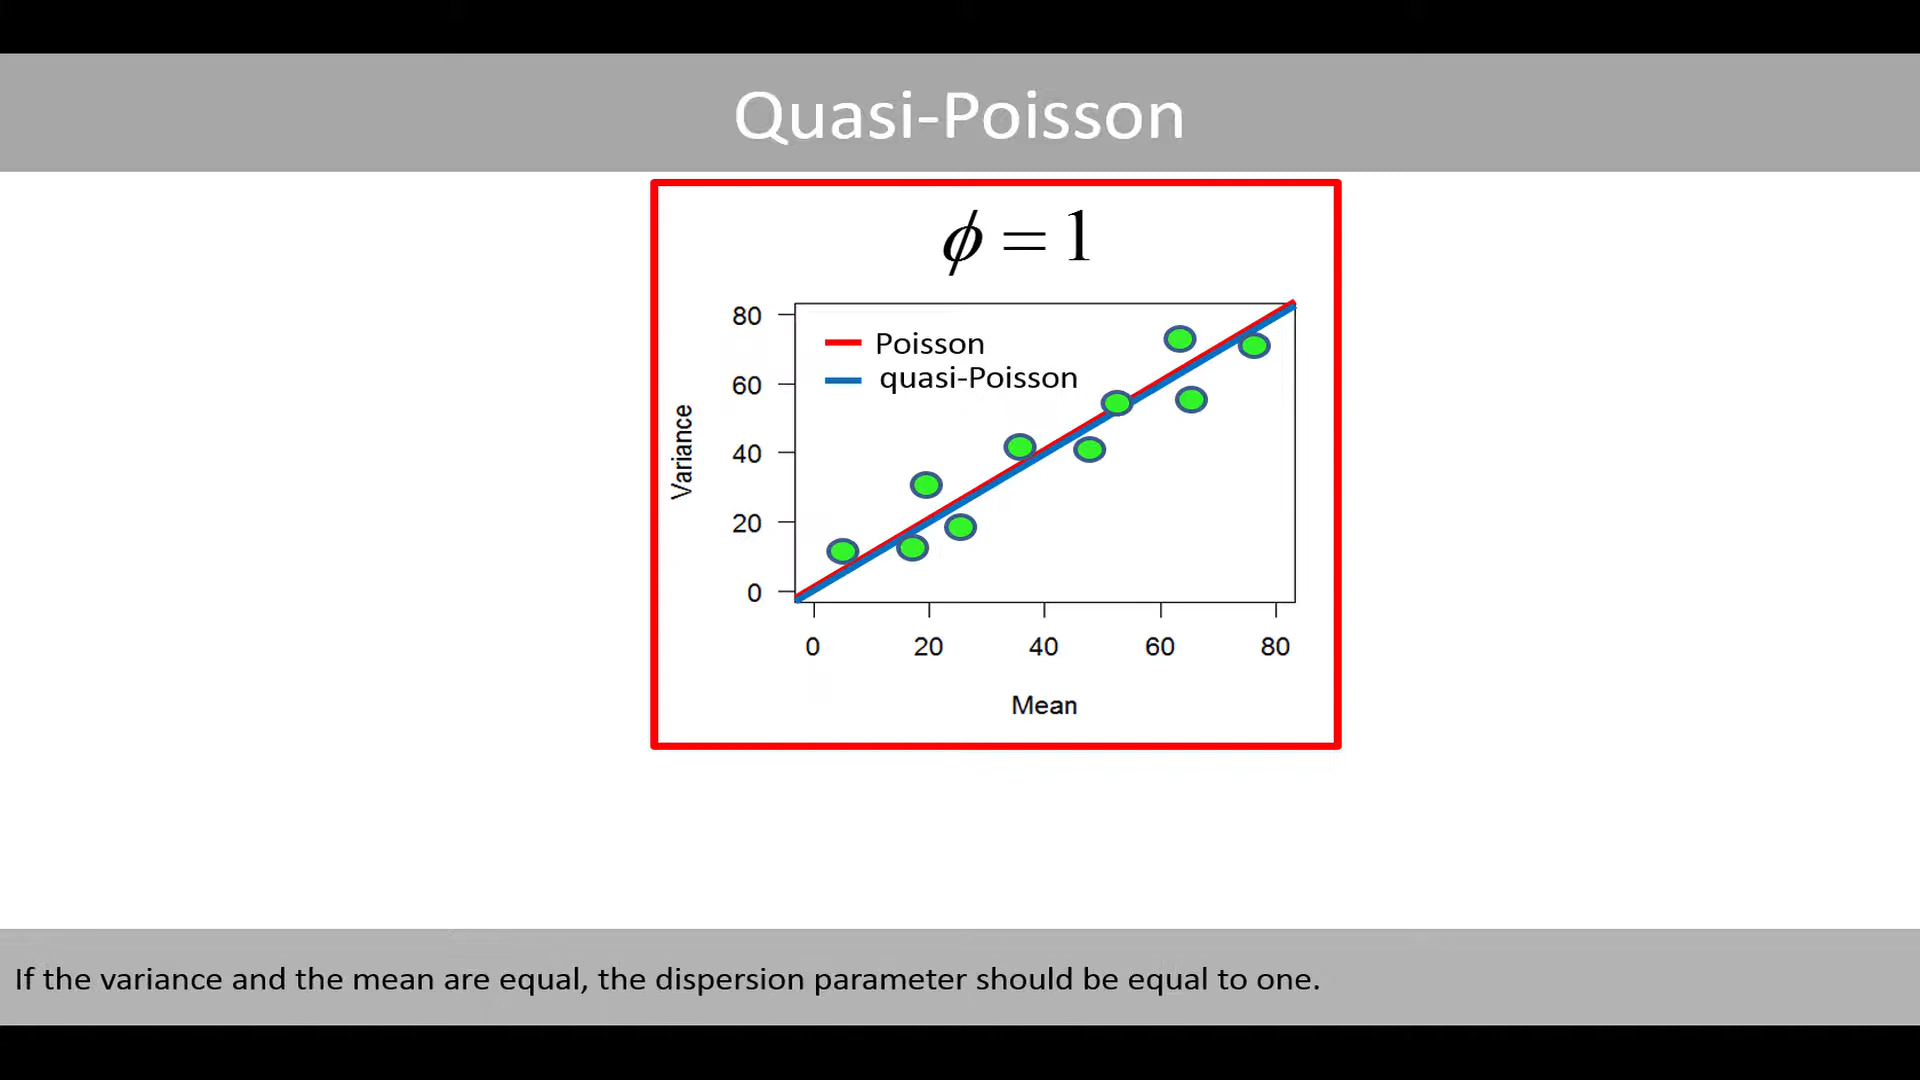 Quasi-Poisson
ϕ = 1
Poisson
quasi-Poisson
Variance
80
60
40
20
0
0 20 40 60 80
Mean
If the variance and the mean are equal, the dispersion parameter should be equal to one.